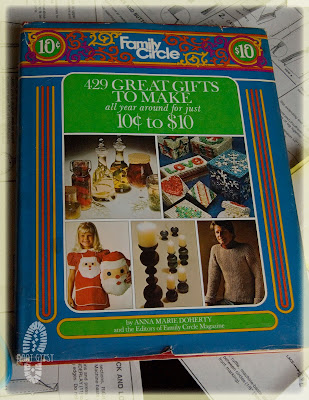 10¢
Family Circle
$10
429 GREAT GIFTS
TO MAKE
all year around for just
10¢ to $10
by ANNA MARIE DOHERTY
and the Editors of Family Circle Magazine